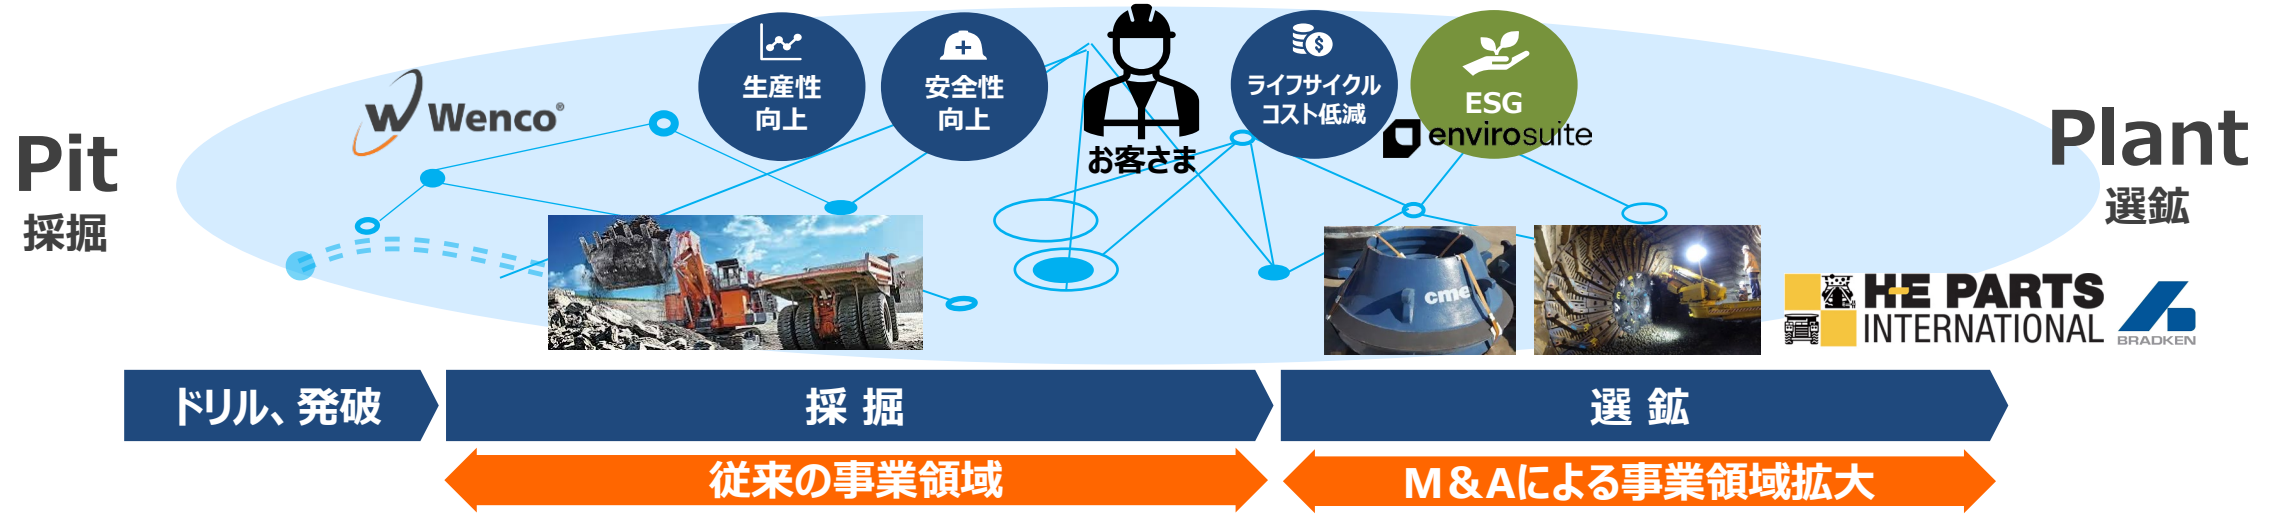 Pit
採掘
Wenco®
生産性
向上
安全性
向上
お客さま
ライフサイクル
コスト低減
ESG
envirosuite
Plant
選鉱
cme
H-E PARTS
INTERNATIONAL
BRADKEN
ドリル、発破
採 掘
選 鉱
従来の事業領域
M&Aによる事業領域拡大